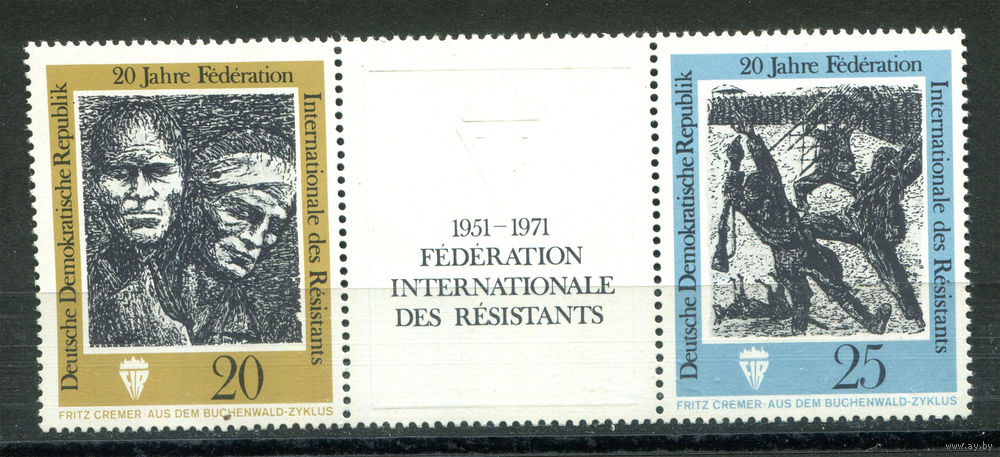 20 Jahre Fédération
Internationale des Résistants
Deutsche Demokratische Republik
FIR
20
FRITZ CREMER · AUS DEM BUCHENWALD-ZYKLUS
1951–1971
FÉDÉRATION
INTERNATIONALE
DES RÉSISTANTS
20 Jahre Fédération
Internationale des Résistants
Deutsche Demokratische Republik
FIR
25
FRITZ CREMER · AUS DEM BUCHENWALD-ZYKLUS
www.ay.by